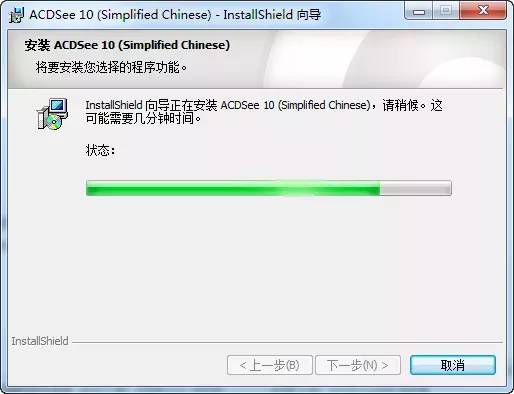 ACDSee 10 (Simplified Chinese) - InstallShield 向导
安装 ACDSee 10 (Simplified Chinese)
将要安装您选择的程序功能。
InstallShield 向导正在安装 ACDSee 10 (Simplified Chinese)，请稍候。这
可能需要几分钟时间。
状态：
InstallShield
< 上一步(B)
下一步(N) >
取消